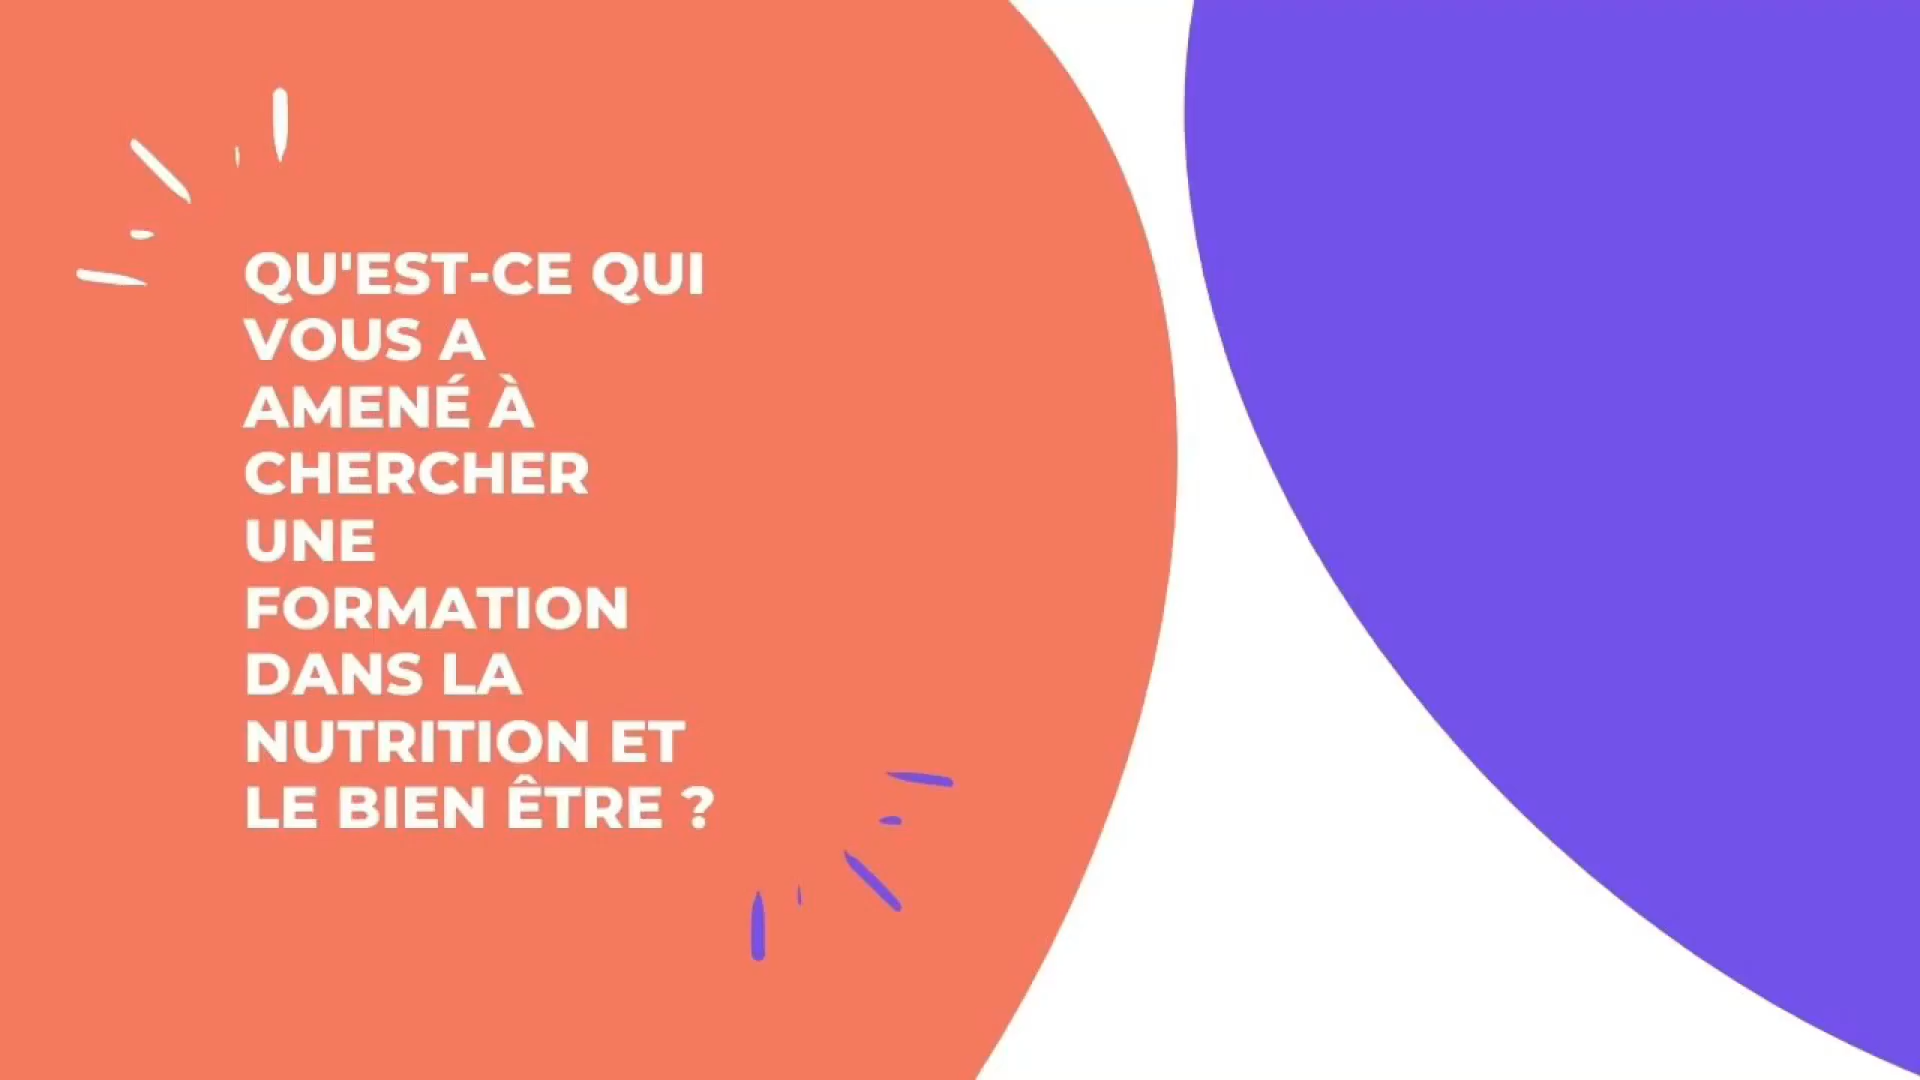 QU'EST-CE QUI
VOUS A
AMENÉ À
CHERCHER
UNE
FORMATION
DANS LA
NUTRITION ET
LE BIEN ÊTRE ?